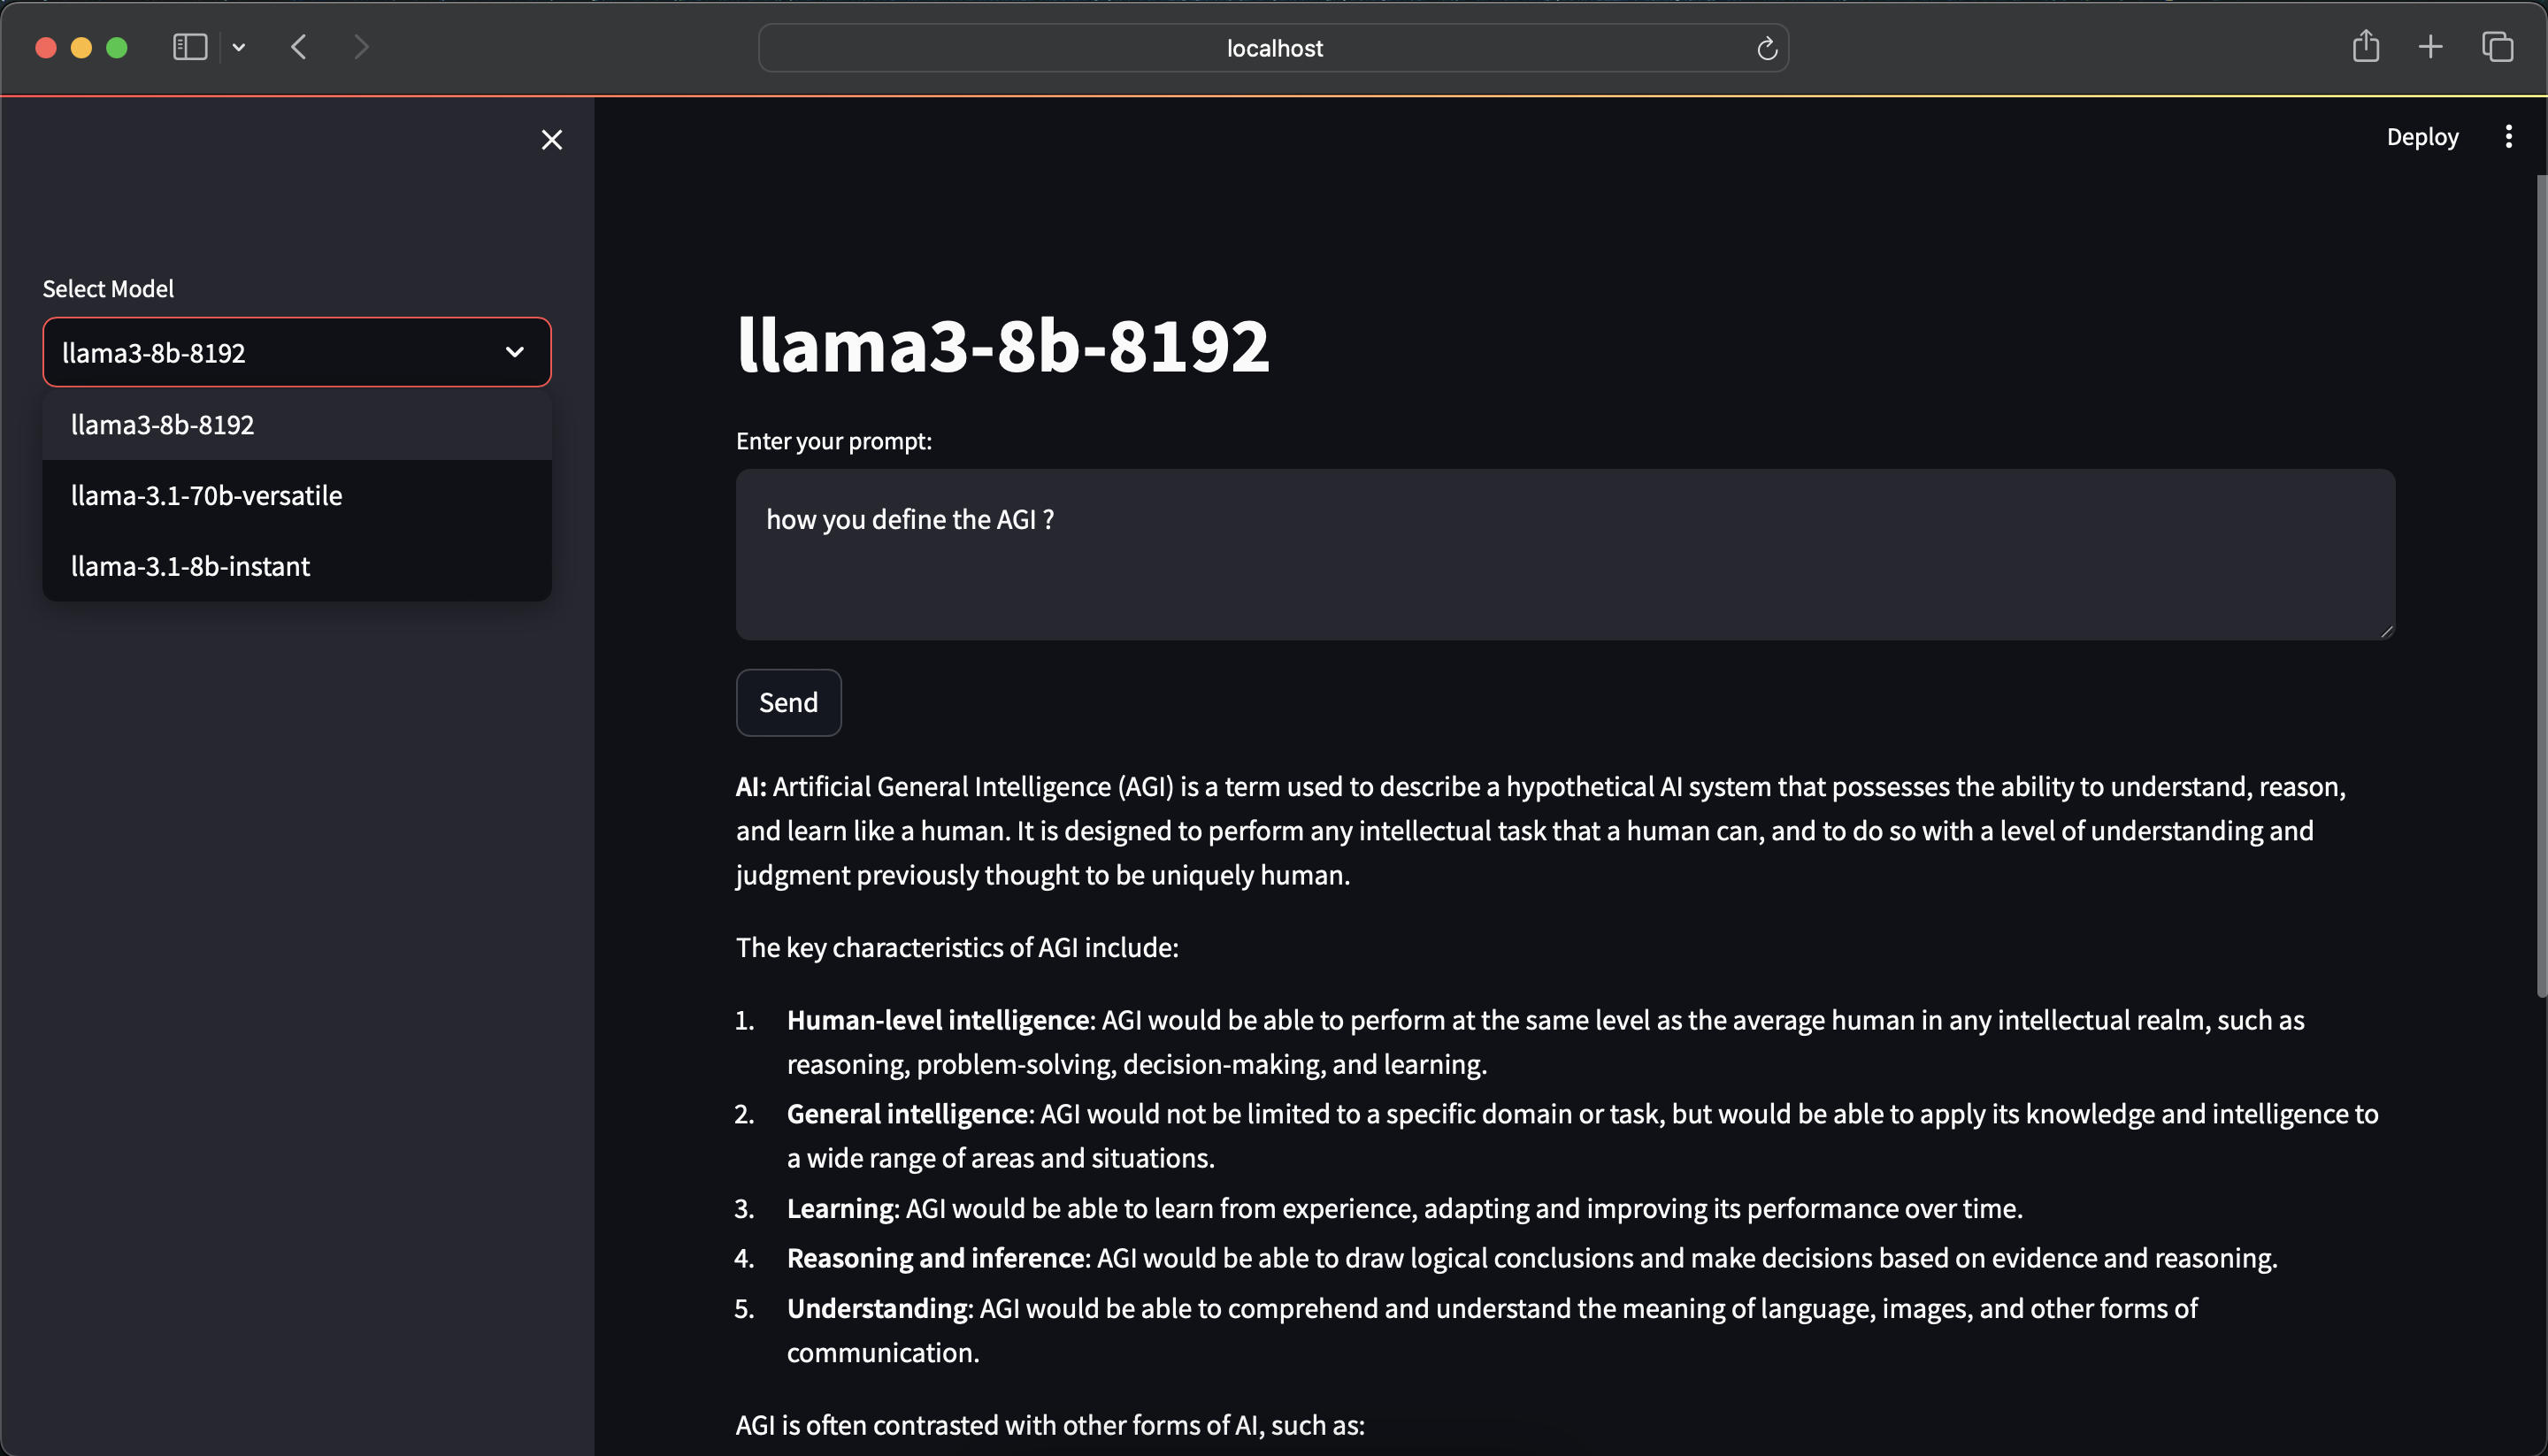 localhost
Deploy
Select Model
llama3-8b-8192
llama3-8b-8192
llama-3.1-70b-versatile
llama-3.1-8b-instant
llama3-8b-8192
Enter your prompt:
how you define the AGI ?
Send
AI: Artificial General Intelligence (AGI) is a term used to describe a hypothetical AI system that possesses the ability to understand, reason,
and learn like a human. It is designed to perform any intellectual task that a human can, and to do so with a level of understanding and
judgment previously thought to be uniquely human.
The key characteristics of AGI include:
1. Human-level intelligence: AGI would be able to perform at the same level as the average human in any intellectual realm, such as
reasoning, problem-solving, decision-making, and learning.
2. General intelligence: AGI would not be limited to a specific domain or task, but would be able to apply its knowledge and intelligence to
a wide range of areas and situations.
3. Learning: AGI would be able to learn from experience, adapting and improving its performance over time.
4. Reasoning and inference: AGI would be able to draw logical conclusions and make decisions based on evidence and reasoning.
5. Understanding: AGI would be able to comprehend and understand the meaning of language, images, and other forms of
communication.
AGI is often contrasted with other forms of AI, such as: